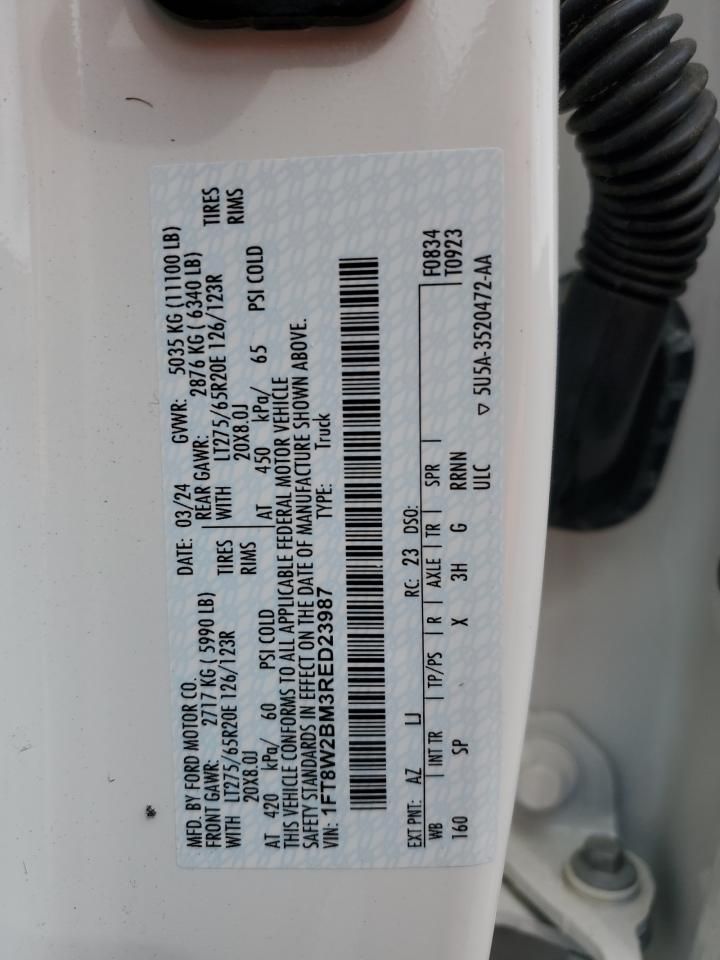 MFD. BY FORD MOTOR CO. DATE: 03/24 GVWR: 5035 KG (11100 LB)
FRONT GAWR: 2717 KG ( 5990 LB) REAR GAWR: 2876 KG ( 6340 LB)
WITH LT275/65R20E 126/123R TIRES WITH LT275/65R20E 126/123R TIRES
20X8.0J RIMS 20X8.0J RIMS
AT 420 kPa/ 60 PSI COLD AT 450 kPa/ 65 PSI COLD
THIS VEHICLE CONFORMS TO ALL APPLICABLE FEDERAL MOTOR VEHICLE
SAFETY STANDARDS IN EFFECT ON THE DATE OF MANUFACTURE SHOWN ABOVE.
VIN: 1FT8W2BM3RED23987 TYPE: Truck
F0834
EXT PNT: AZ LJ RC: 23 DSO: T0923
WB INT TR TP/PS R AXLE TR SPR
160 SP X 3H G RRNN
ULC ▽ 5U5A-3520472-AA